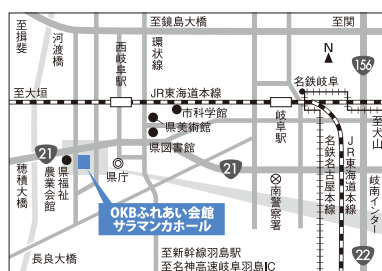 至鏡島大橋
至関
至揖斐
河渡橋
西岐阜駅
環状線
N
156
名鉄岐阜
至大垣
JR東海道本線
市科学館
県美術館
県図書館
岐阜駅
至犬山
21
21
穂積大橋
県福祉
農業会館
県庁
南警察署
名鉄名古屋本線
JR東海道本線
岐南インター
OKBふれあい会館
サラマンカホール
長良大橋
至新幹線羽島駅
至名神高速岐阜羽島IC
22